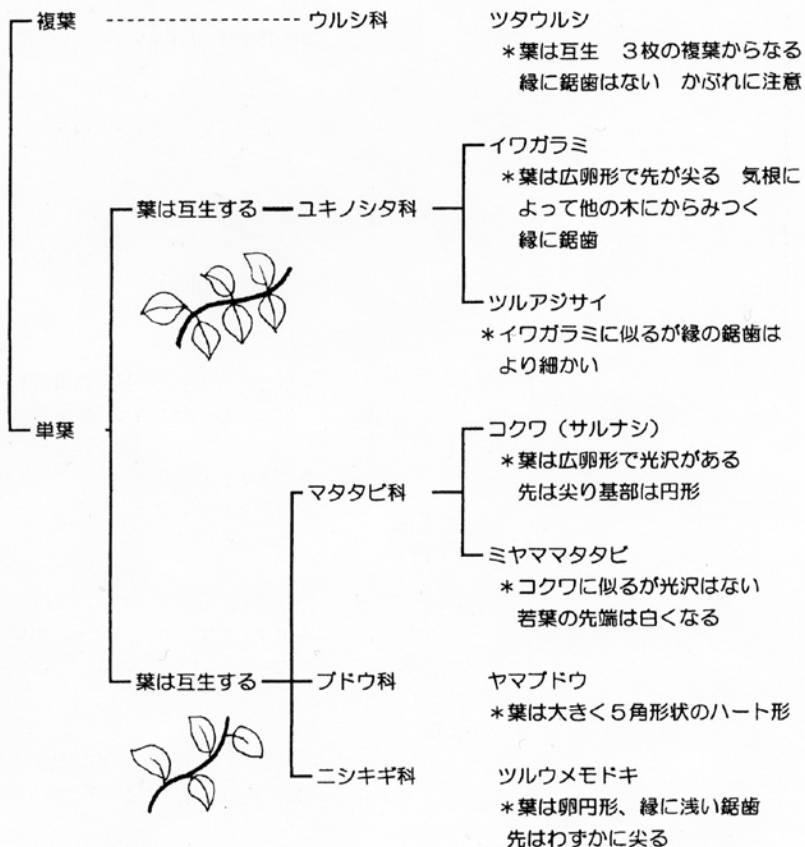 複葉 ウルシ科 ツタウルシ
＊葉は互生　３枚の複葉からなる
縁に鋸歯はない　かぶれに注意
イワガラミ
＊葉は広卵形で先が尖る　気根に
よって他の木にからみつく
縁に鋸歯
葉は互生する ユキノシタ科
ツルアジサイ
＊イワガラミに似るが縁の鋸歯は
より細かい
単葉
コクワ（サルナシ）
＊葉は広卵形で光沢がある
先は尖り基部は円形
マタタビ科
ミヤママタタビ
＊コクワに似るが光沢はない
若葉の先端は白くなる
葉は互生する ブドウ科 ヤマブドウ
＊葉は大きく５角形状のハート形
ニシキギ科 ツルウメモドキ
＊葉は卵円形、縁に浅い鋸歯
先はわずかに尖る